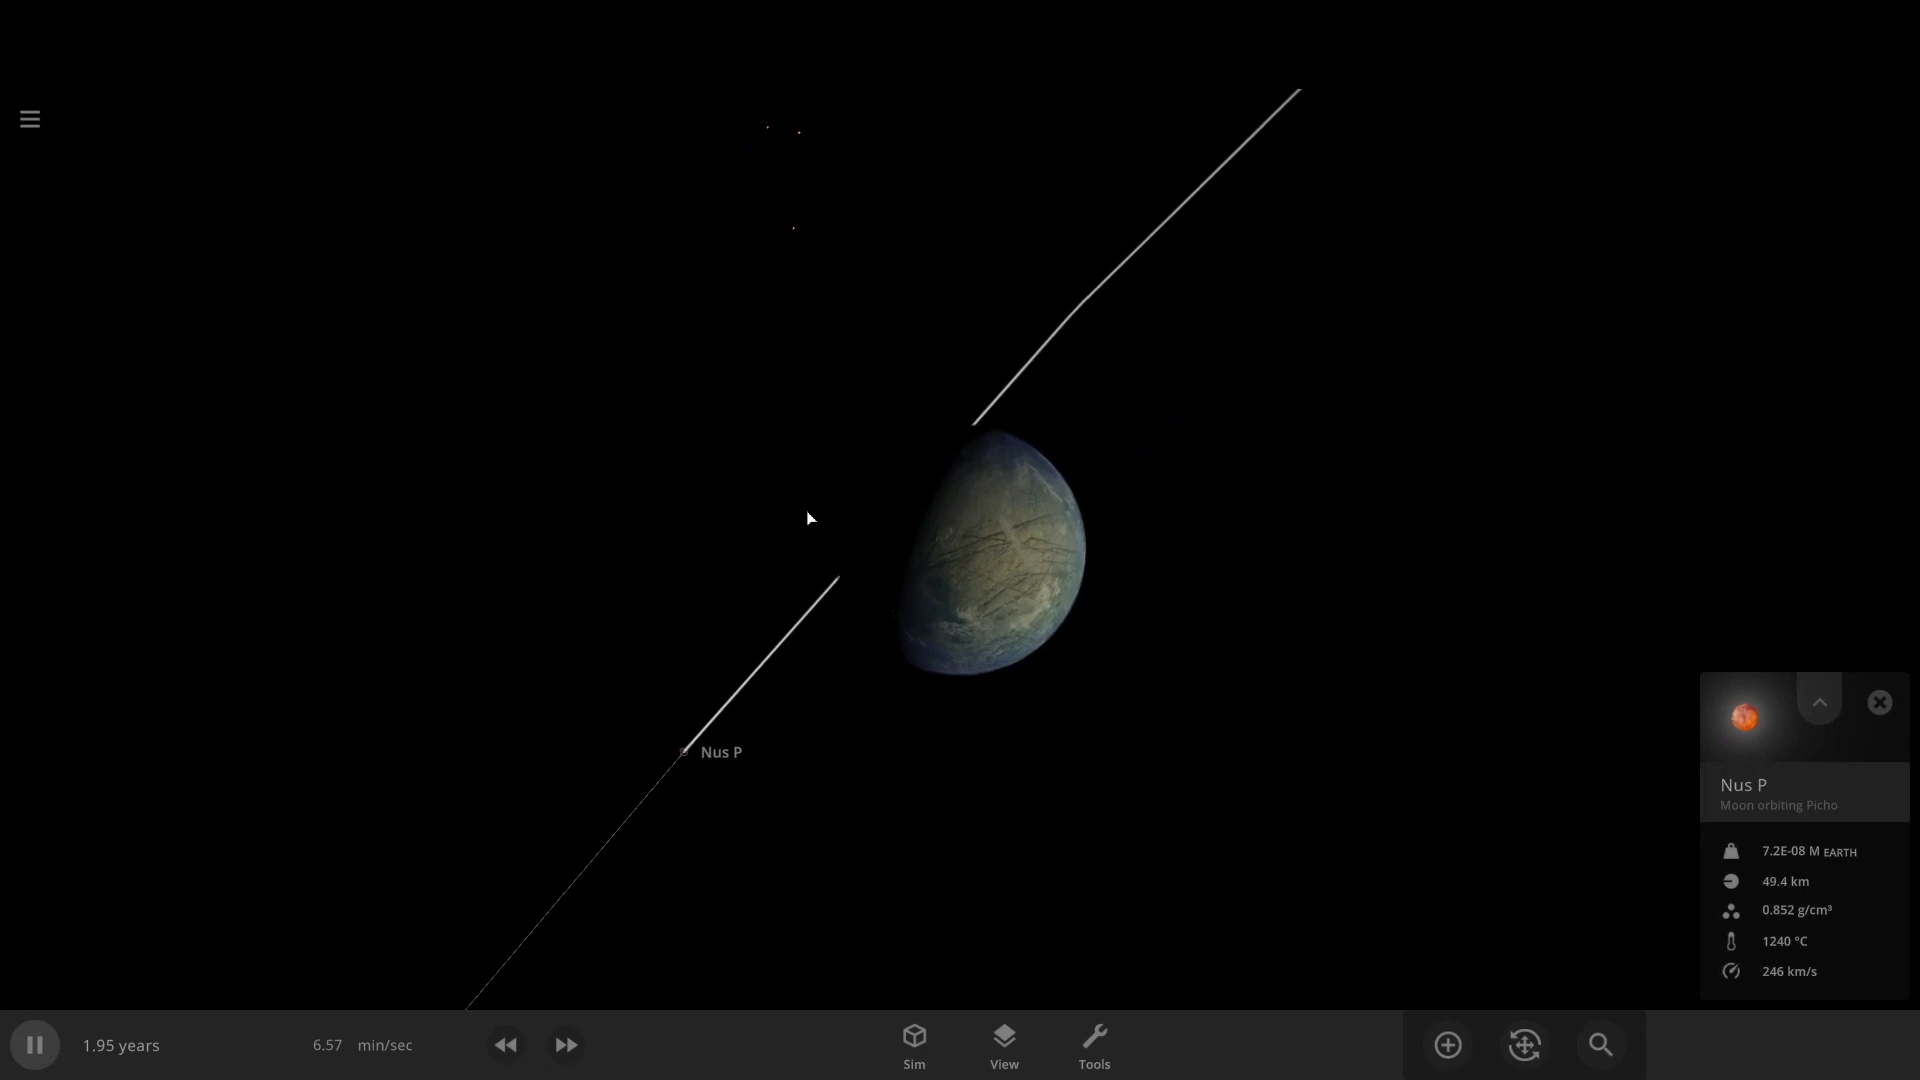 Nus P
Nus P
Moon orbiting Picho
7.2E-08 M EARTH
49.4 km
0.852 g/cm³
1240 °C
246 km/s
1.95 years
6.57 min/sec
Sim
View
Tools